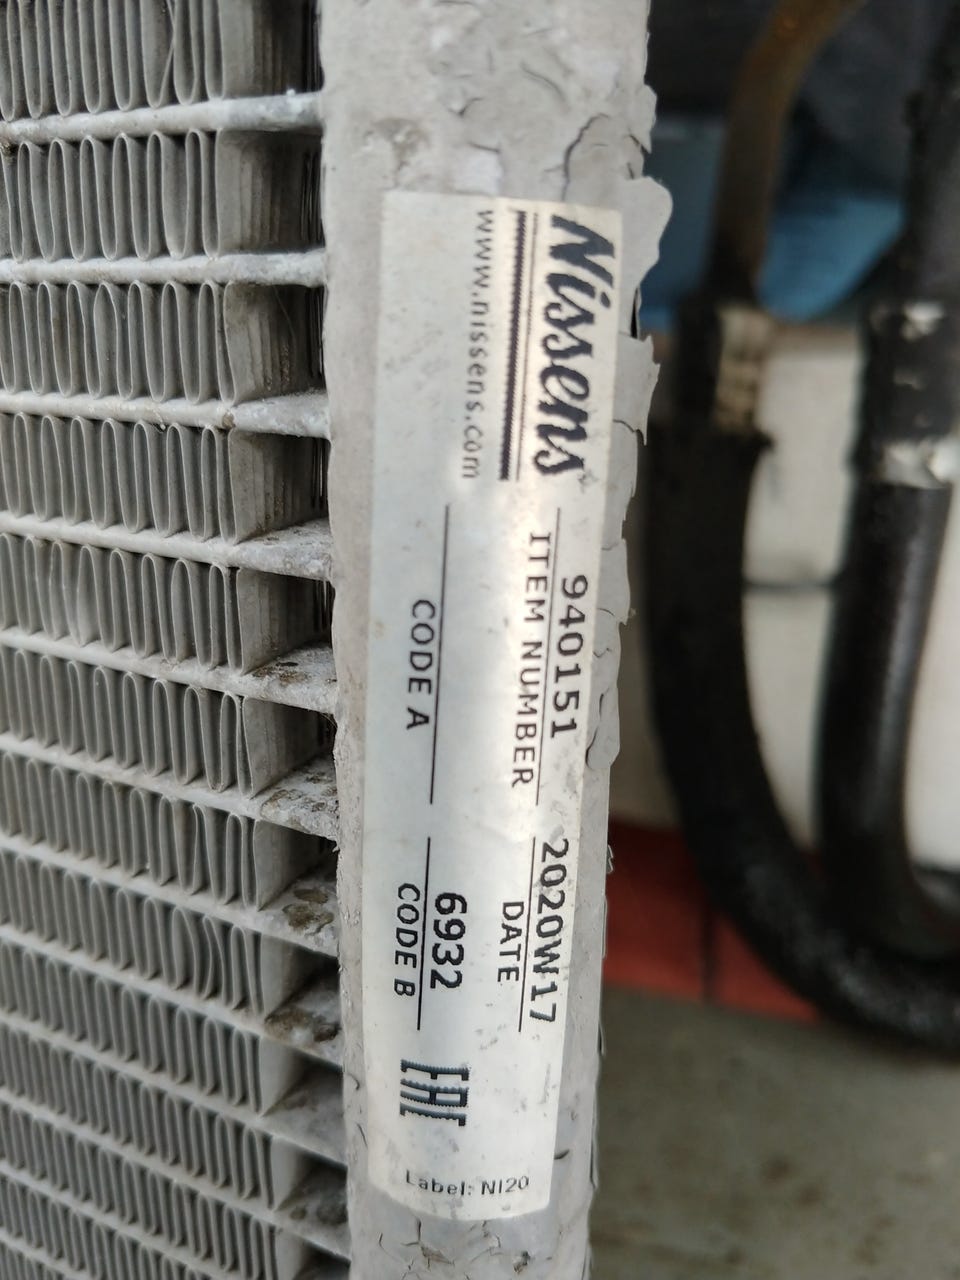 Nissens
www.nissens.com
940151
ITEM NUMBER
2020W17
DATE
CODE A
6932
CODE B
EAC
Label: NI20